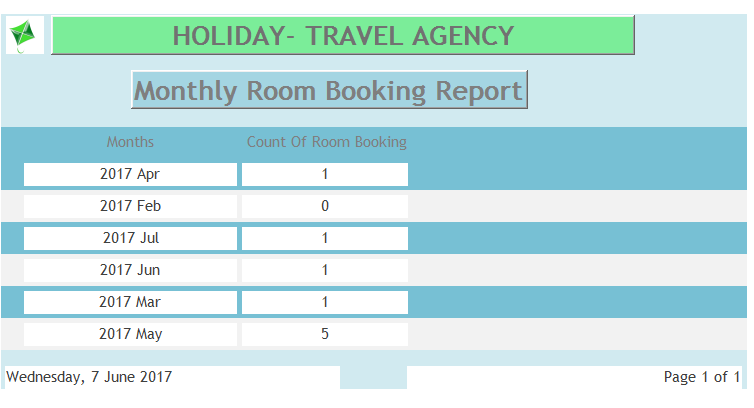 HOLIDAY- TRAVEL AGENCY
Monthly Room Booking Report
Months Count Of Room Booking
2017 Apr 1
2017 Feb 0
2017 Jul 1
2017 Jun 1
2017 Mar 1
2017 May 5
Wednesday, 7 June 2017 Page 1 of 1